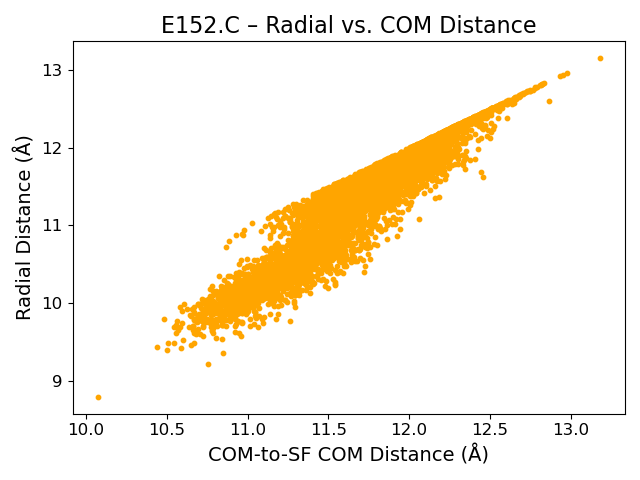 E152.C – Radial vs. COM Distance
Radial Distance (Å)
13
12
11
10
9
10.0 10.5 11.0 11.5 12.0 12.5 13.0
COM-to-SF COM Distance (Å)